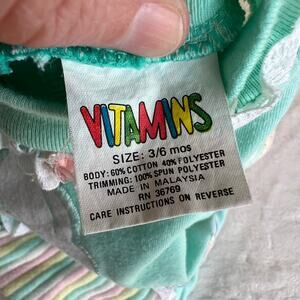 VITAMINS
SIZE: 3/6 mos
BODY: 60% COTTON 40% POLYESTER
TRIMMING: 100% SPUN POLYESTER
MADE IN MALAYSIA
RN 36769
CARE INSTRUCTIONS ON REVERSE